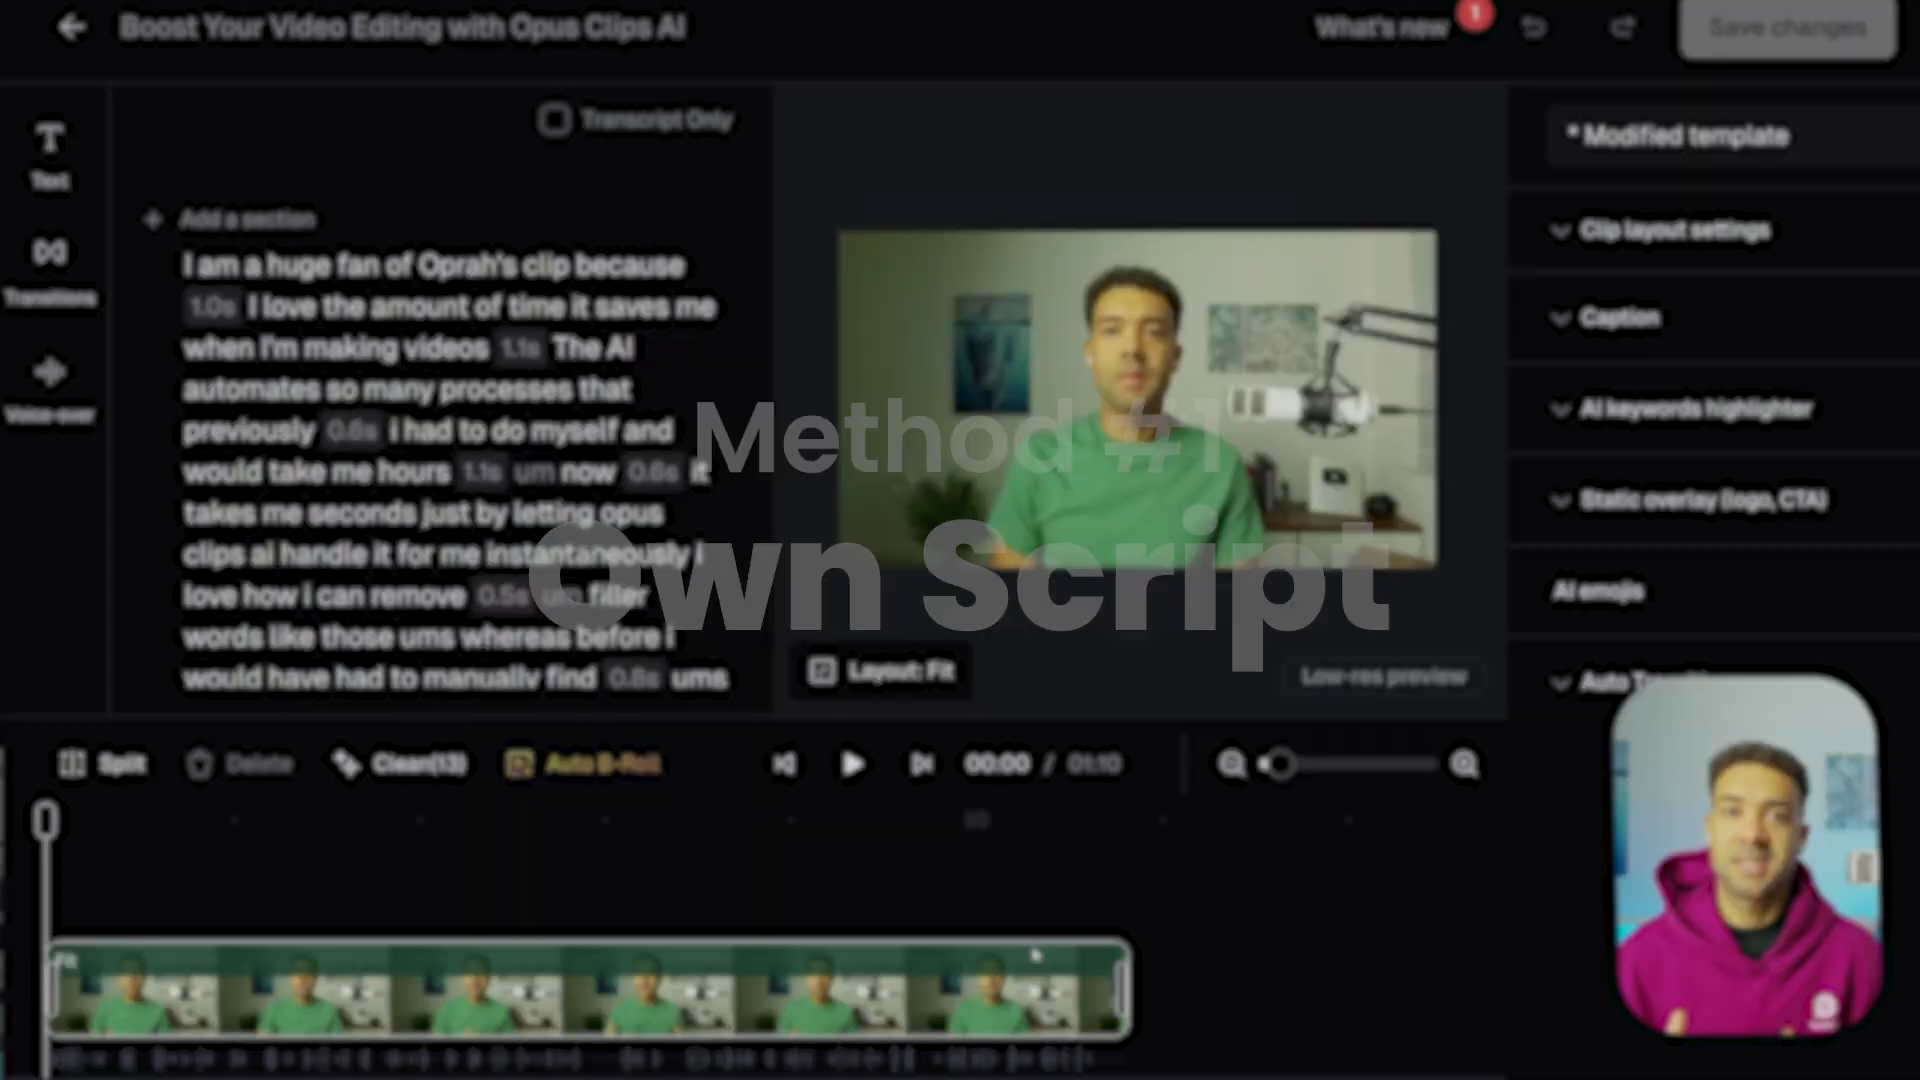 Boost Your Video Editing with Opus Clips AI
What's new
1
Save changes
Text
Transitions
Voice-over
Transcript Only
Add a section
I am a huge fan of Oprah's clip because
1.0s I love the amount of time it saves me
when I'm making videos 1.1s The AI
automates so many processes that
previously 0.6s i had to do myself and
would take me hours 1.1s um now 0.6s it
takes me seconds just by letting opus
clips ai handle it for me instantaneously i
love how i can remove 0.5s um filler
words like those ums whereas before i
would have had to manually find 0.8s ums
Method #1
Own Script
Layout: Fit
Low-res preview
* Modified template
Clip layout settings
Caption
AI keywords highlighter
Static overlay (logo, CTA)
AI emojis
Auto
Split
Delete
Clean(13)
Auto B-Roll
00:00 / 01:10
Fit